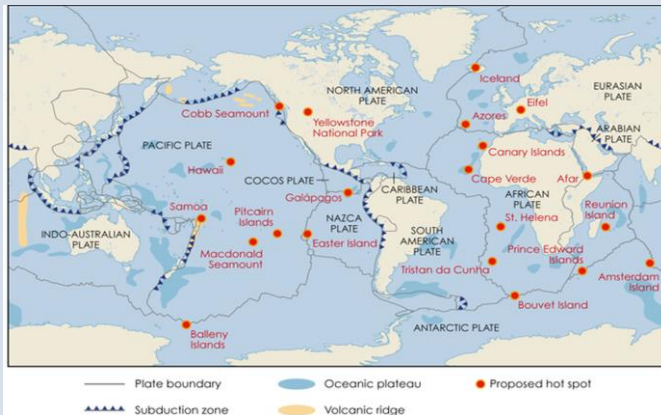 Iceland
NORTH AMERICAN
PLATE
EURASIAN
PLATE
Eifel
Cobb Seamount
Yellowstone
National Park
Azores
ARABIAN
PLATE
PACIFIC PLATE
Canary Islands
Hawaii
COCOS PLATE
Cape Verde
Afar
Galápagos
CARIBBEAN
PLATE
AFRICAN
PLATE
Samoa
Pitcairn
Islands
NAZCA
PLATE
St. Helena
Reunion
Island
INDO-AUSTRALIAN
PLATE
Easter Island
SOUTH
AMERICAN
PLATE
Macdonald
Seamount
Prince Edward
Islands
Tristan da Cunha
Amsterdam
Island
Bouvet Island
Balleny
Islands
ANTARCTIC PLATE
Plate boundary
Oceanic plateau
Proposed hot spot
Subduction zone
Volcanic ridge